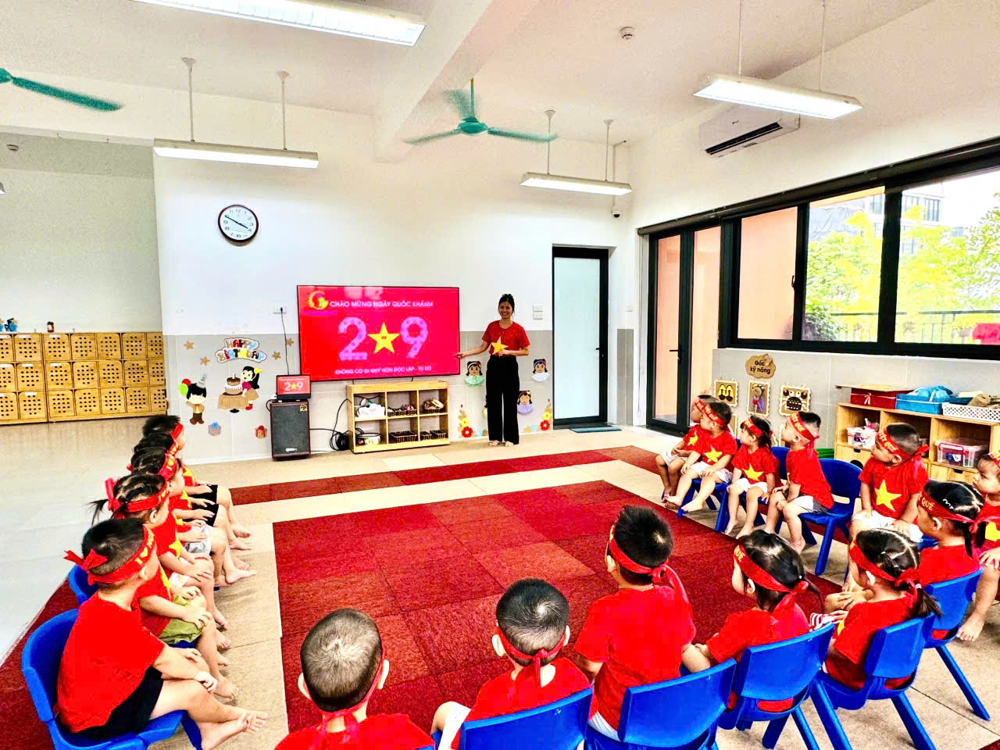 CHÀO MỪNG NGÀY QUỐC KHÁNH
2 9
KHÔNG CÓ GÌ QUÝ HƠN ĐỘC LẬP - TỰ DO
2 9
HAPPY
BIRTHDAY
Góc
kỹ năng
QUÊ